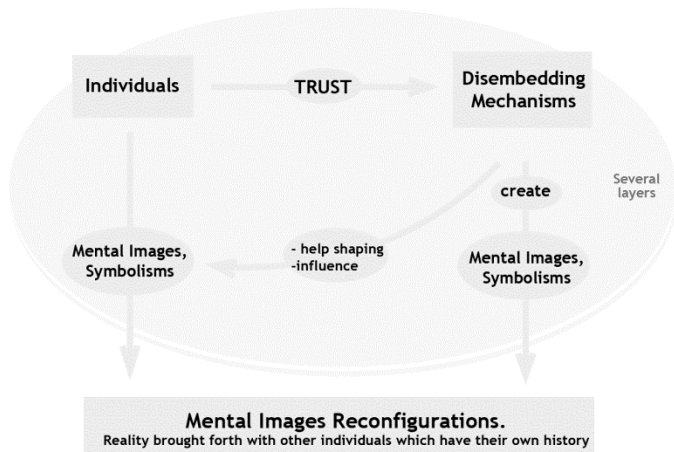 Individuals
TRUST
Disembedding
Mechanisms
Several
layers
create
Mental Images,
Symbolisms
- help shaping
-influence
Mental Images,
Symbolisms
Mental Images Reconfigurations.
Reality brought forth with other individuals which have their own history